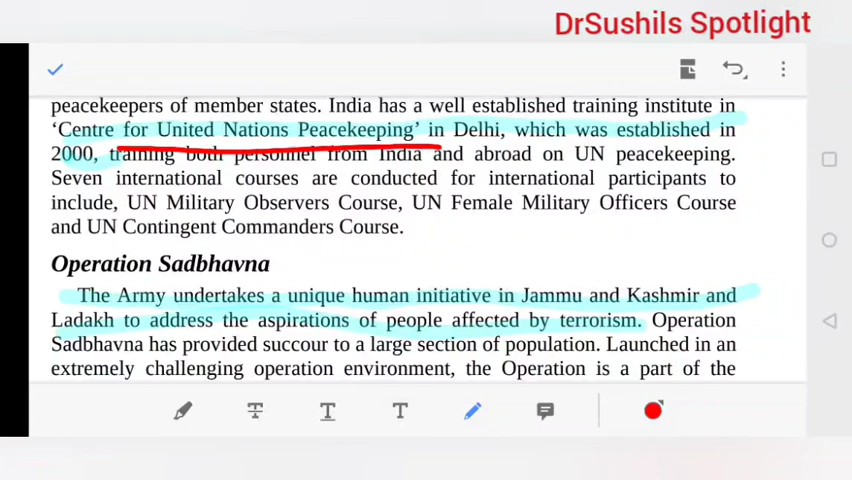 DrSushils Spotlight
peacekeepers of member states. India has a well established training institute in
‘Centre for United Nations Peacekeeping’ in Delhi, which was established in
2000, training both personnel from India and abroad on UN peacekeeping.
Seven international courses are conducted for international participants to
include, UN Military Observers Course, UN Female Military Officers Course
and UN Contingent Commanders Course.
Operation Sadbhavna
The Army undertakes a unique human initiative in Jammu and Kashmir and
Ladakh to address the aspirations of people affected by terrorism. Operation
Sadbhavna has provided succour to a large section of population. Launched in an
extremely challenging operation environment, the Operation is a part of the